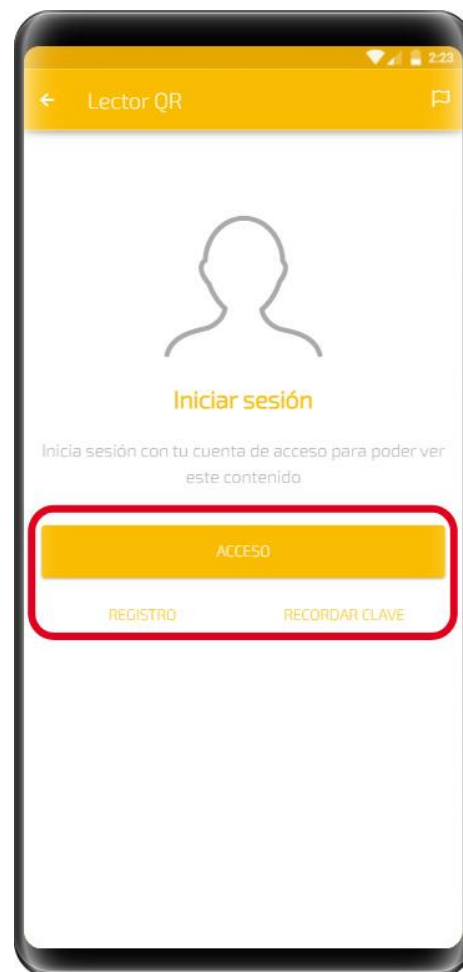 2:23
Lector QR
Iniciar sesión
Inicia sesión con tu cuenta de acceso para poder ver
este contenido
ACCESO
REGISTRO RECORDAR CLAVE